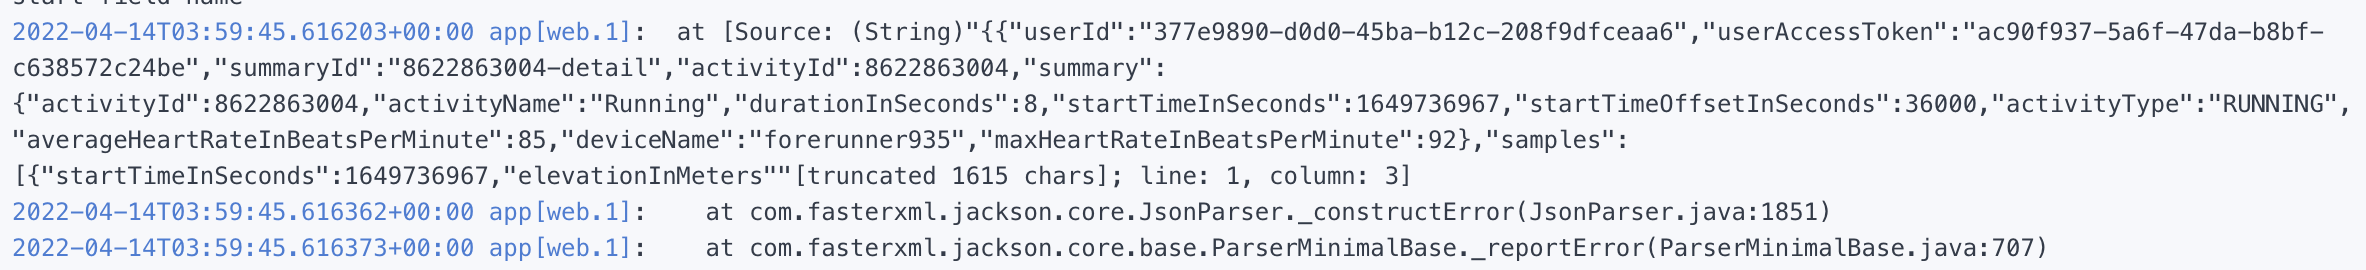 start field name
2022-04-14T03:59:45.616203+00:00 app[web.1]:  at [Source: (String)"{{"userId":"377e9890-d0d0-45ba-b12c-208f9dfceaa6","userAccessToken":"ac90f937-5a6f-47da-b8bf-
c638572c24be","summaryId":"8622863004-detail","activityId":8622863004,"summary":
{"activityId":8622863004,"activityName":"Running","durationInSeconds":8,"startTimeInSeconds":1649736967,"startTimeOffsetInSeconds":36000,"activityType":"RUNNING",
"averageHeartRateInBeatsPerMinute":85,"deviceName":"forerunner935","maxHeartRateInBeatsPerMinute":92},"samples":
[{"startTimeInSeconds":1649736967,"elevationInMeters""[truncated 1615 chars]; line: 1, column: 3]
2022-04-14T03:59:45.616362+00:00 app[web.1]:    at com.fasterxml.jackson.core.JsonParser._constructError(JsonParser.java:1851)
2022-04-14T03:59:45.616373+00:00 app[web.1]:    at com.fasterxml.jackson.core.base.ParserMinimalBase._reportError(ParserMinimalBase.java:707)